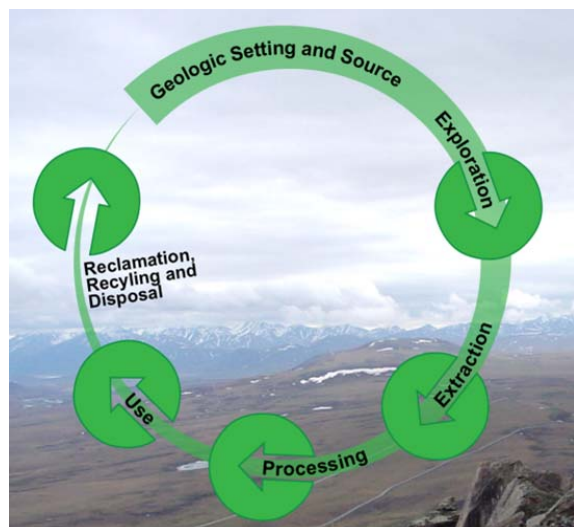 Geologic Setting and Source
Exploration
Extraction
Processing
Use
Reclamation,
Recyling and
Disposal